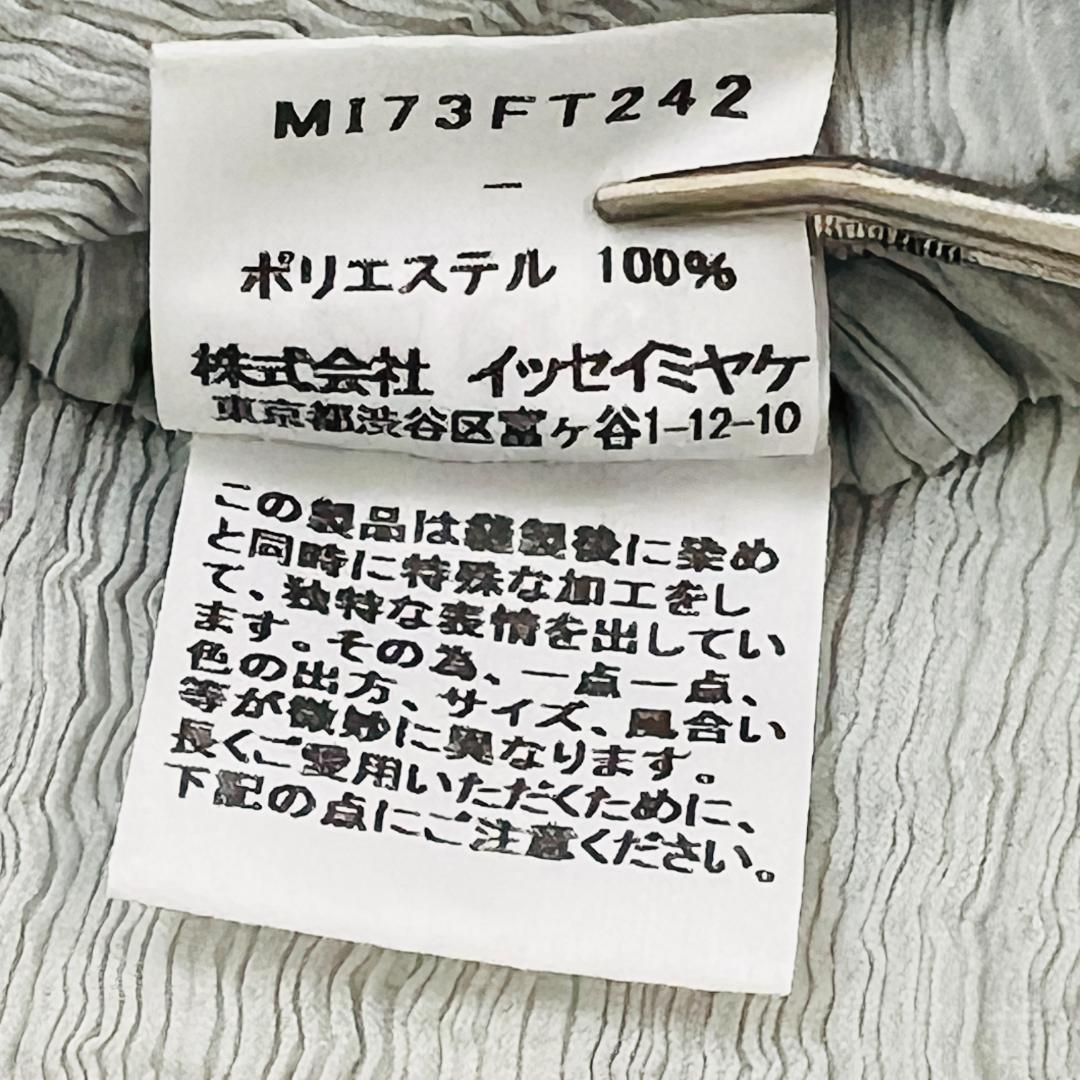 MI73FT242
—
ポリエステル 100%
株式会社 イッセイミヤケ
東京都渋谷区富ヶ谷1-12-10
この製品は縫製後に染め
と同時に特殊な加工をし
て、独特な表情を出してい
ます。その為、一点一点、
色の出方、サイズ、風合い
等が微妙に異なります。
長くご愛用いただくために、
下記の点にご注意ください。